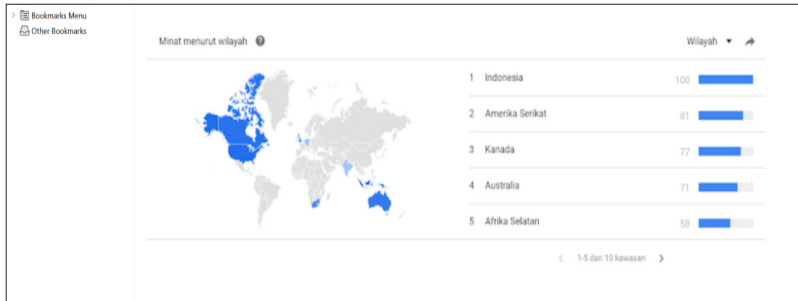 Bookmarks Menu
Other Bookmarks
Minat menurut wilayah
Wilayah
1 Indonesia 100
2 Amerika Serikat 81
3 Kanada 77
4 Australia 71
5 Afrika Selatan 58
1-5 dari 10 kawasan